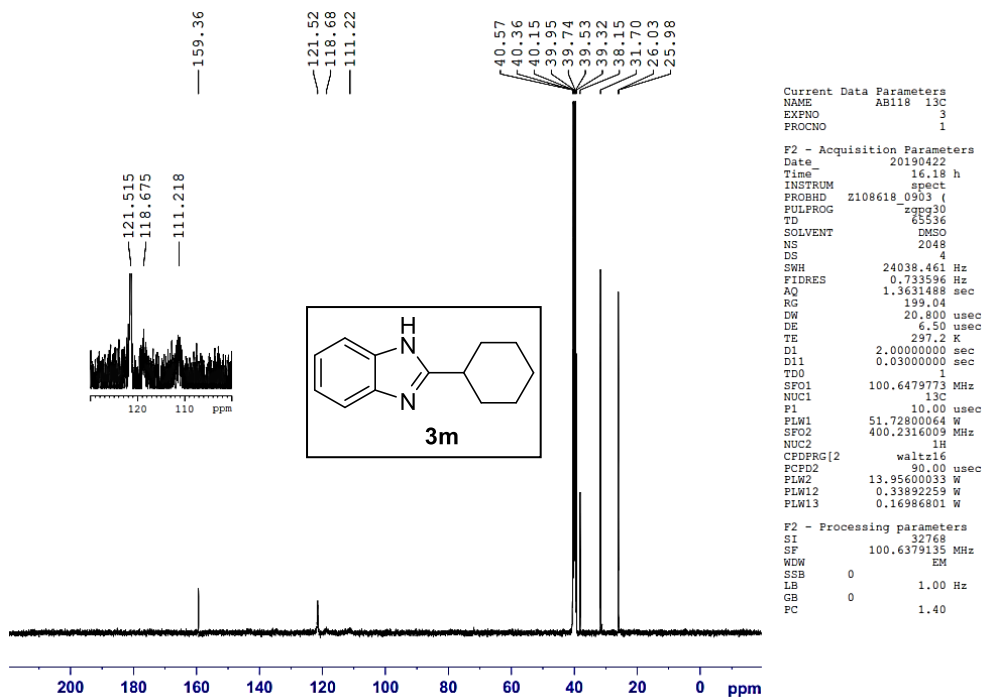 159.36
121.52
118.68
111.22
40.57
40.36
40.15
39.95
39.74
39.53
39.32
38.15
31.70
26.03
25.98
121.515
118.675
111.218
120 110 ppm
H
N
N
3m
200 180 160 140 120 100 80 60 40 20 0 ppm
Current Data Parameters
NAME AB118 13C
EXPNO 3
PROCNO 1
F2 - Acquisition Parameters
Date_ 20190422
Time 16.18 h
INSTRUM spect
PROBHD Z108618_0903 (
PULPROG zgpg30
TD 65536
SOLVENT DMSO
NS 2048
DS 4
SWH 24038.461 Hz
FIDRES 0.733596 Hz
AQ 1.3631488 sec
RG 199.04
DW 20.800 usec
DE 6.50 usec
TE 297.2 K
D1 2.00000000 sec
D11 0.03000000 sec
TD0 1
SFO1 100.6479773 MHz
NUC1 13C
P1 10.00 usec
PLW1 51.72800064 W
SFO2 400.2316009 MHz
NUC2 1H
CPDPRG[2 waltz16
PCPD2 90.00 usec
PLW2 13.95600033 W
PLW12 0.33892259 W
PLW13 0.16986801 W
F2 - Processing parameters
SI 32768
SF 100.6379135 MHz
WDW EM
SSB 0
LB 1.00 Hz
GB 0
PC 1.40